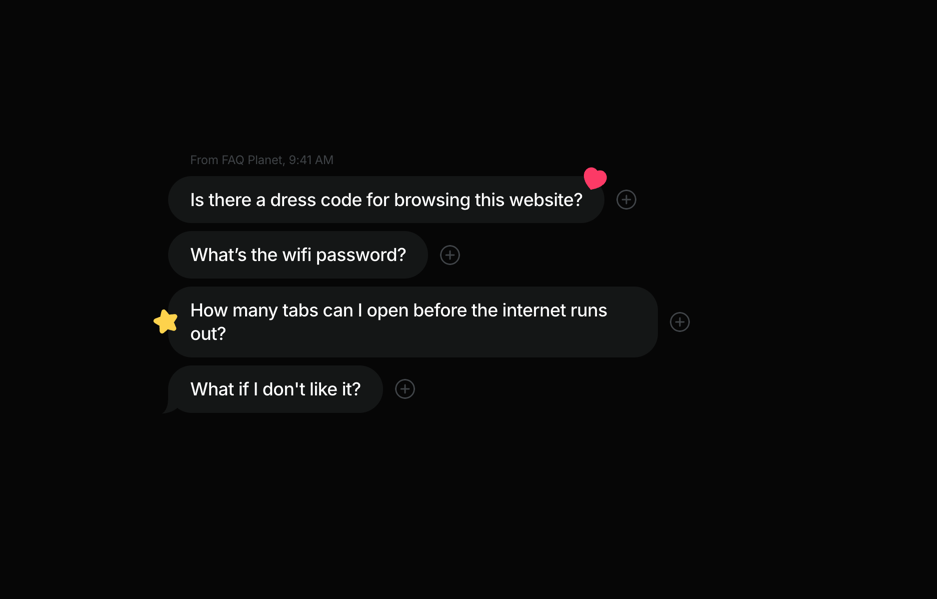 From FAQ Planet, 9:41 AM
Is there a dress code for browsing this website?
What’s the wifi password?
How many tabs can I open before the internet runs
out?
What if I don't like it?